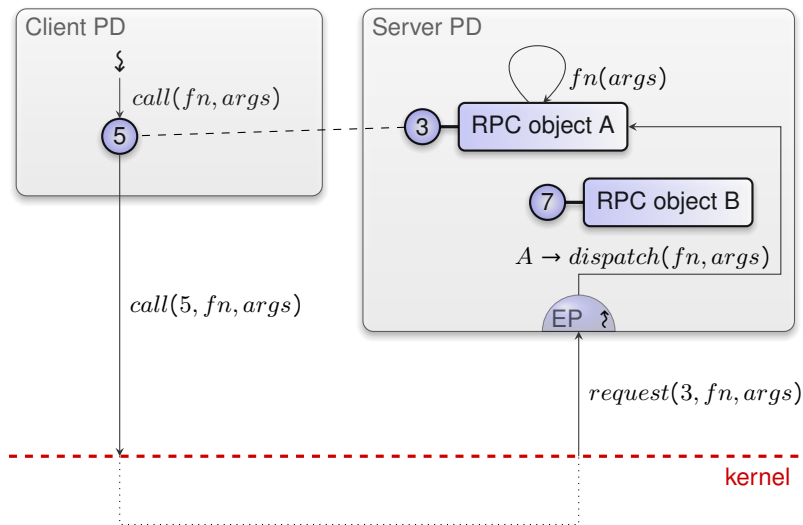 Client PD
Server PD
fn(args)
call(fn, args)
5
3
RPC object A
7
RPC object B
A → dispatch(fn, args)
call(5, fn, args)
EP
request(3, fn, args)
kernel